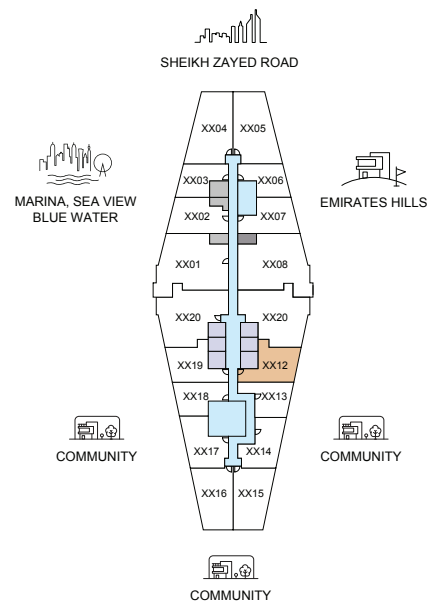 SHEIKH ZAYED ROAD
XX04 XX05
XX03 XX06
MARINA, SEA VIEW
BLUE WATER
EMIRATES HILLS
XX02 XX07
XX01 XX08
XX20 XX20
XX19 XX12
XX18 XX13
COMMUNITY
COMMUNITY
XX17 XX14
XX16 XX15
COMMUNITY